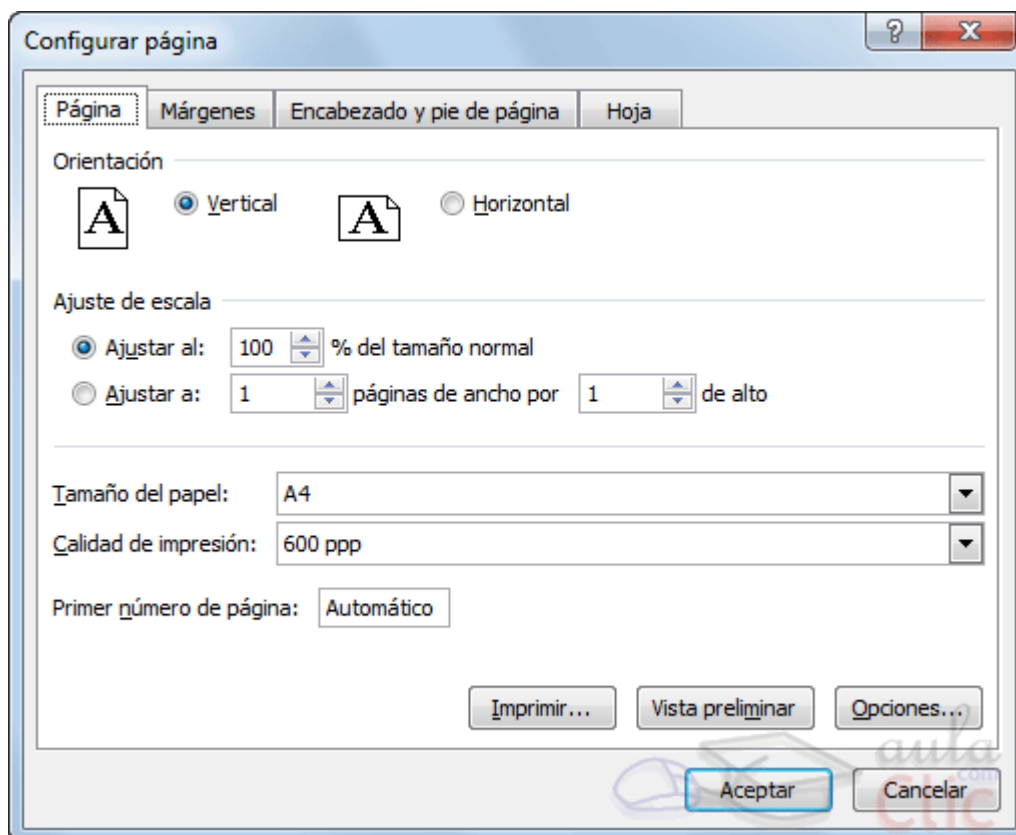 Configurar página
Página Márgenes Encabezado y pie de página Hoja
Orientación
A Vertical A Horizontal
Ajuste de escala
Ajustar al: 100 % del tamaño normal
Ajustar a: 1 páginas de ancho por 1 de alto
Tamaño del papel: A4
Calidad de impresión: 600 ppp
Primer número de página: Automático
Imprimir... Vista preliminar Opciones...
aula
.com
Clic
Aceptar Cancelar